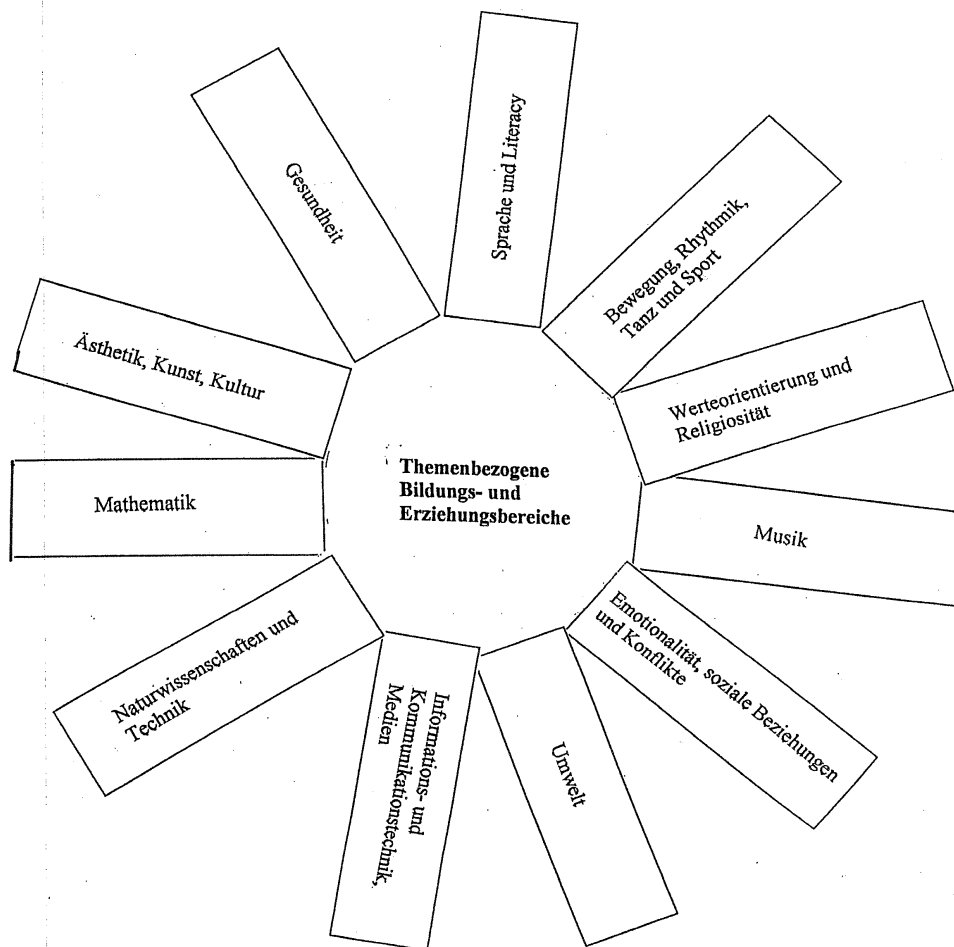 Sprache und Literacy
Gesundheit
Bewegung, Rhythmik,
Tanz und Sport
Ästhetik, Kunst, Kultur
Werteorientierung und
Religiosität
Themenbezogene
Bildungs- und
Erziehungsbereiche
Mathematik
Musik
Emotionalität, soziale Beziehungen
und Konflikte
Naturwissenschaften und
Technik
Informations- und
Kommunikationstechnik,
Medien
Umwelt